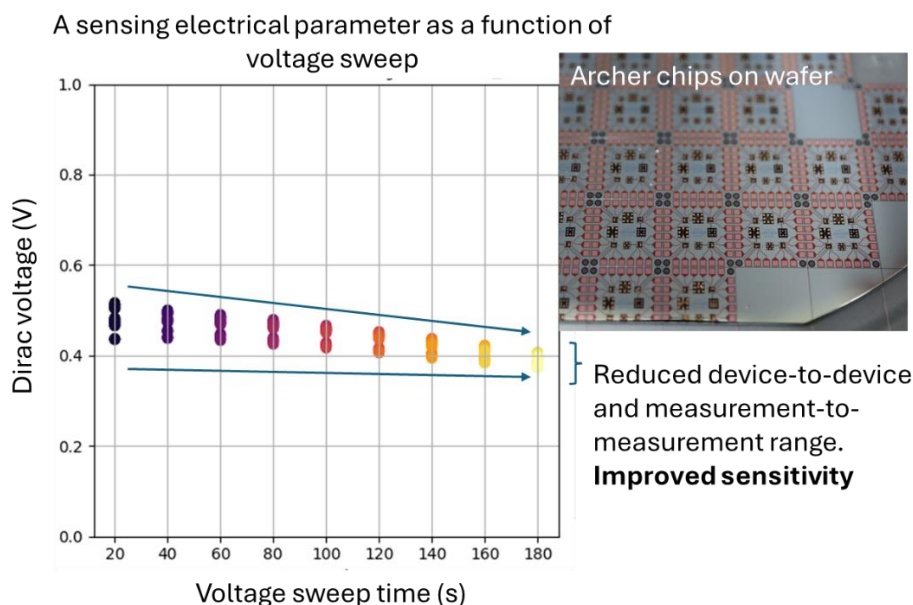 A sensing electrical parameter as a function of
voltage sweep
Archer chips on wafer
Dirac voltage (V)
1.0
0.8
0.6
0.4
0.2
0.0
20 40 60 80 100 120 140 160 180
Voltage sweep time (s)
Reduced device-to-device
and measurement-to-
measurement range.
Improved sensitivity